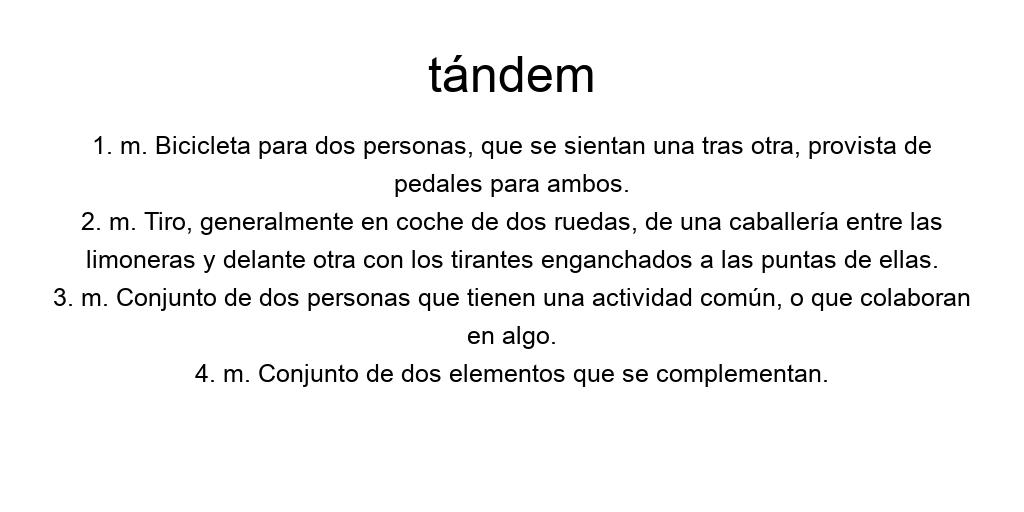 tándem
1. m. Bicicleta para dos personas, que se sientan una tras otra, provista de
pedales para ambos.
2. m. Tiro, generalmente en coche de dos ruedas, de una caballería entre las
limoneras y delante otra con los tirantes enganchados a las puntas de ellas.
3. m. Conjunto de dos personas que tienen una actividad común, o que colaboran
en algo.
4. m. Conjunto de dos elementos que se complementan.